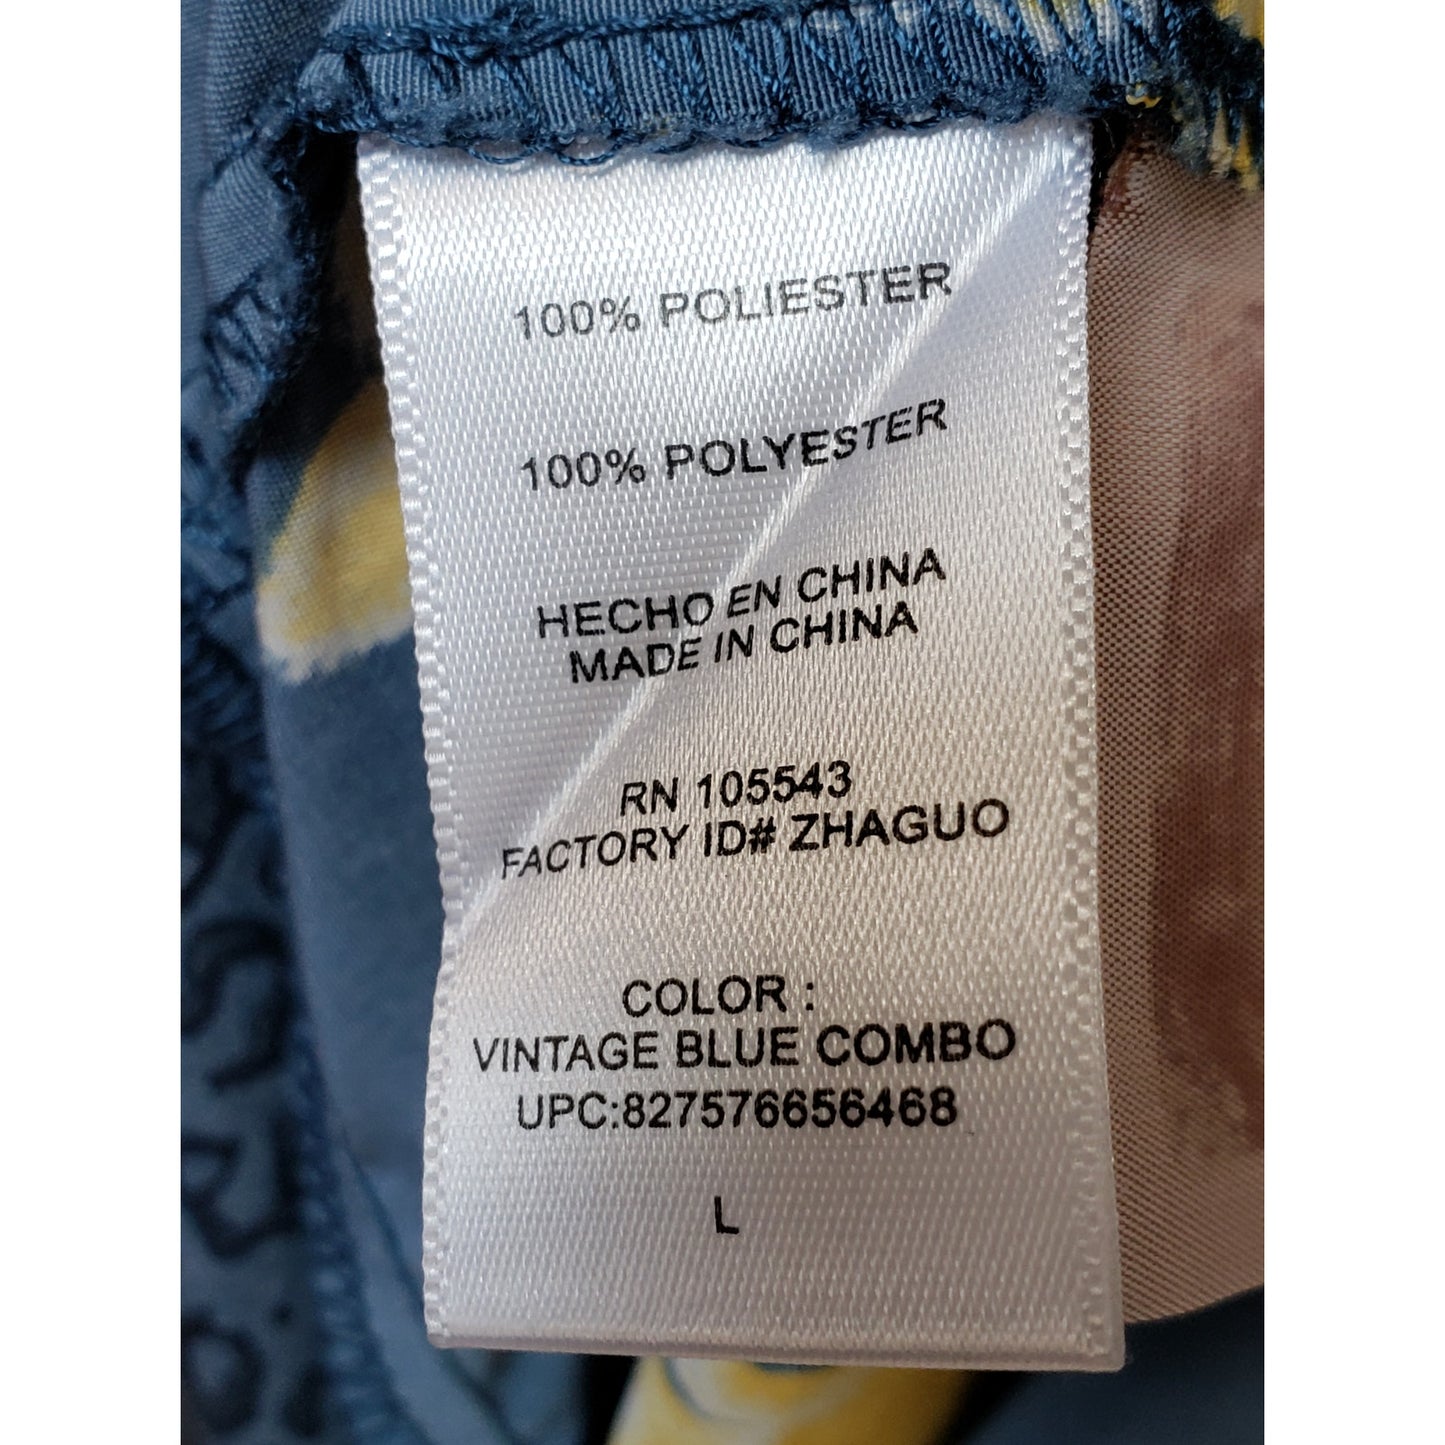 100% POLIESTER
100% POLYESTER
HECHO EN CHINA
MADE IN CHINA
RN 105543
FACTORY ID# ZHAGUO
COLOR :
VINTAGE BLUE COMBO
UPC:827576656468
L